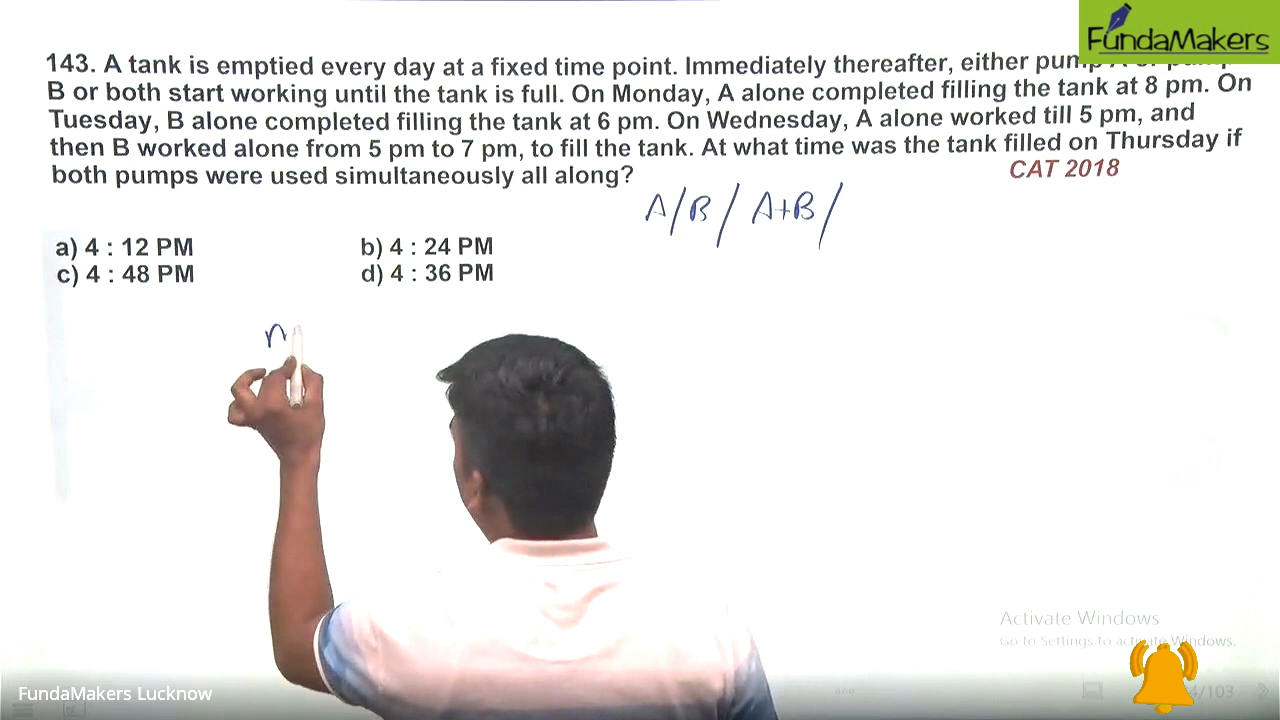 FundaMakers
143. A tank is emptied every day at a fixed time point. Immediately thereafter, either pump A or pump
B or both start working until the tank is full. On Monday, A alone completed filling the tank at 8 pm. On
Tuesday, B alone completed filling the tank at 6 pm. On Wednesday, A alone worked till 5 pm, and
then B worked alone from 5 pm to 7 pm, to fill the tank. At what time was the tank filled on Thursday if
both pumps were used simultaneously all along?
CAT 2018
A/B/ A+B/
a) 4 : 12 PM b) 4 : 24 PM
c) 4 : 48 PM d) 4 : 36 PM
n
Activate Windows
Go to Settings to activate Windows.
FundaMakers Lucknow
/103